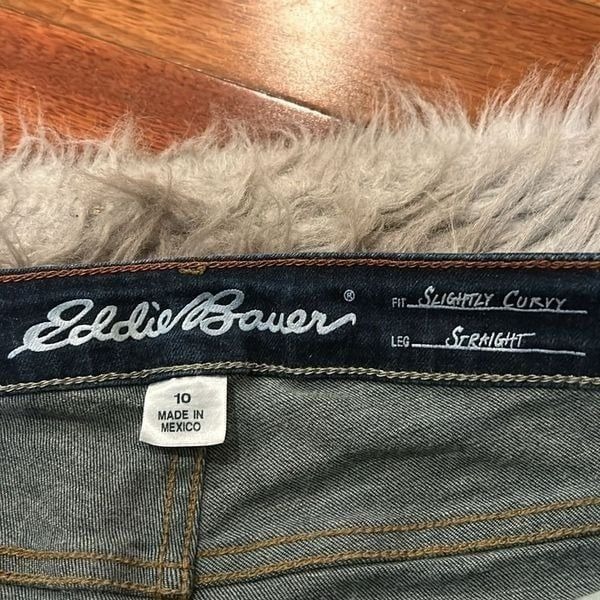 Eddie Bauer®
FIT SLIGHTLY CURVY
LEG STRAIGHT
10
MADE IN
MEXICO